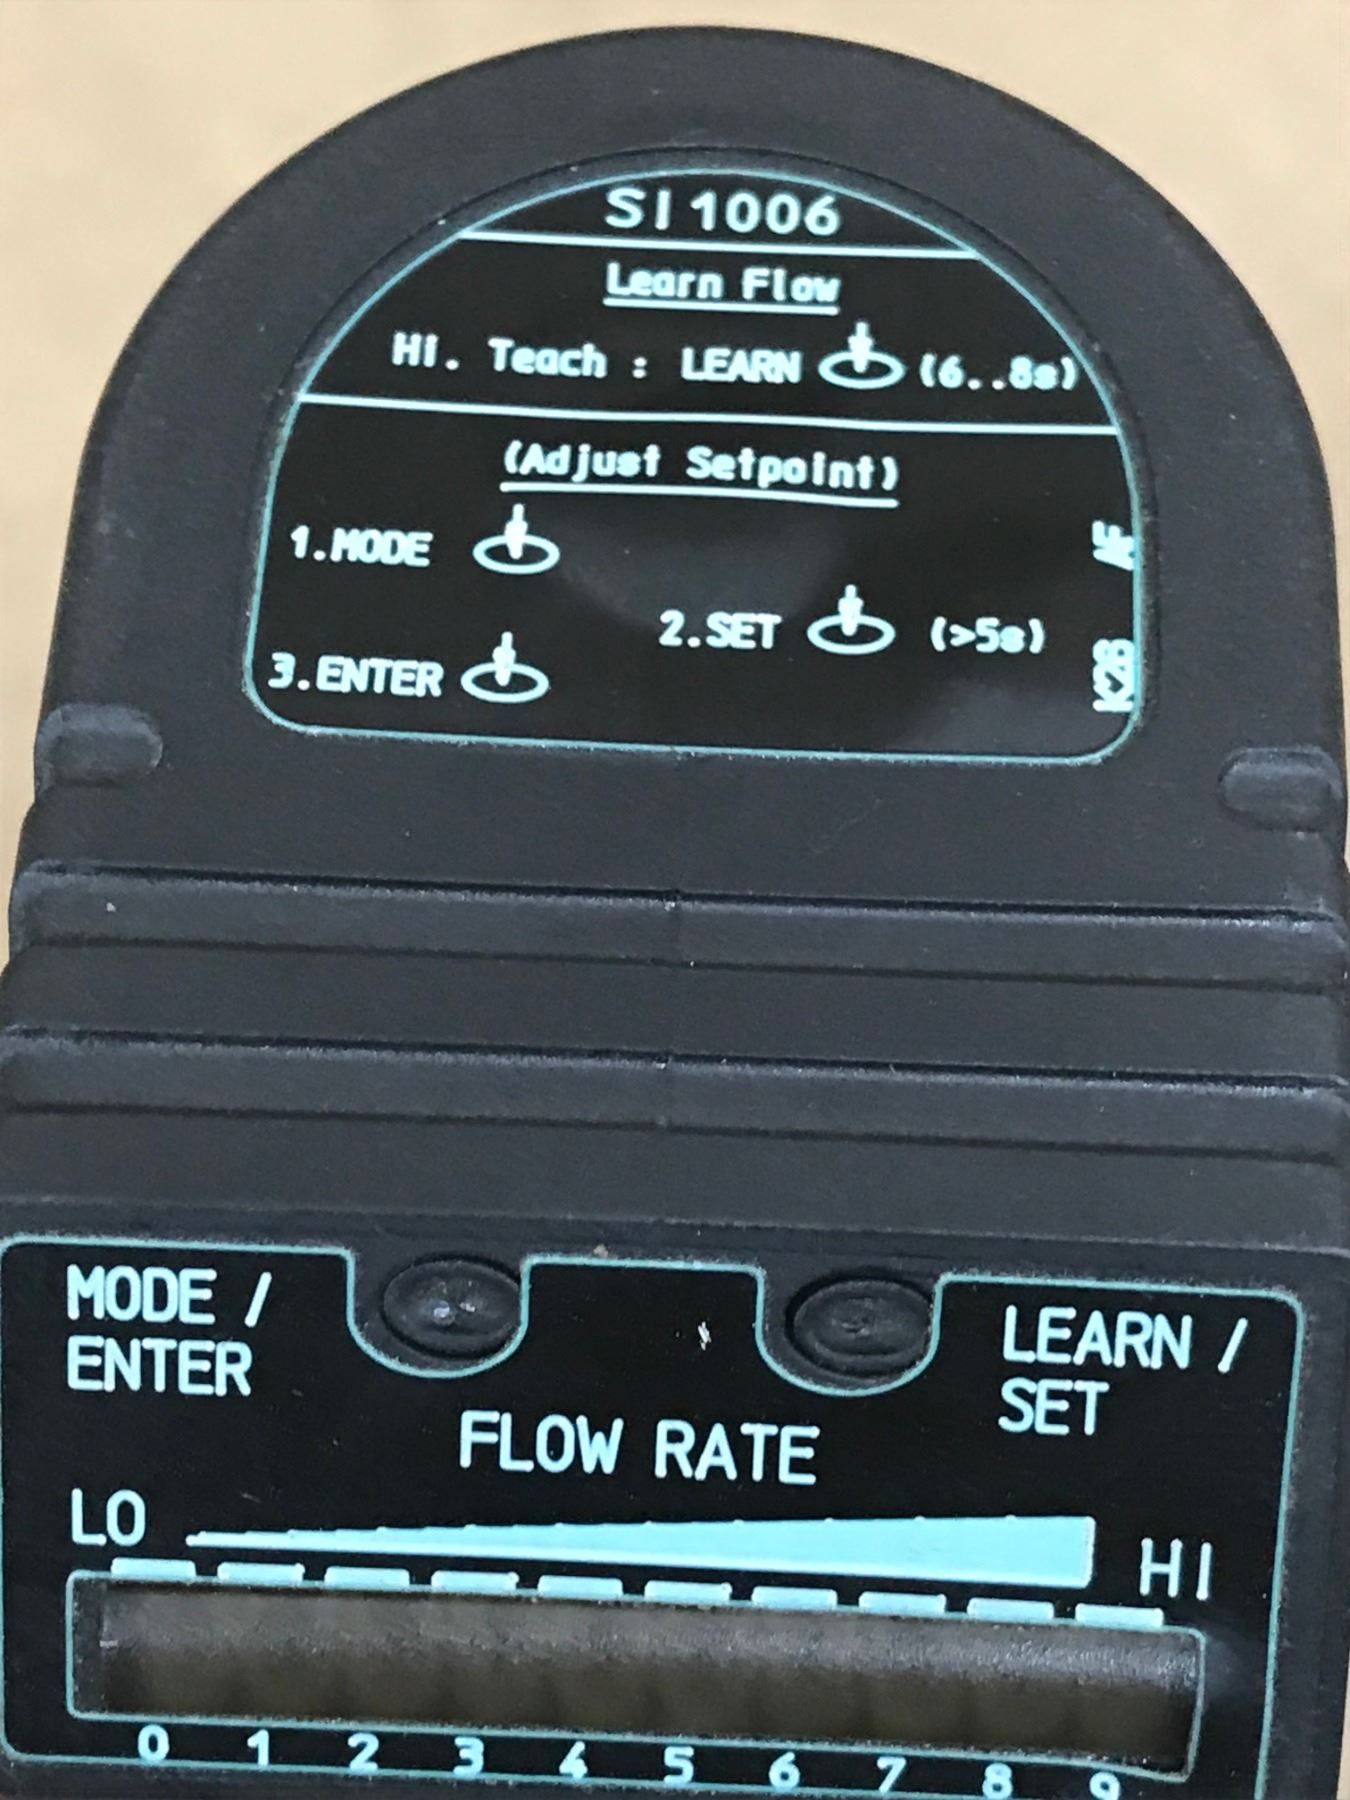 SI1006
Learn Flow
Hi. Teach : LEARN (6..8s)
(Adjust Setpoint)
1.MODE
2.SET (>5s)
3.ENTER
MODE /
ENTER
LEARN /
SET
FLOW RATE
LO
HI
0 1 2 3 4 5 6 7 8 9